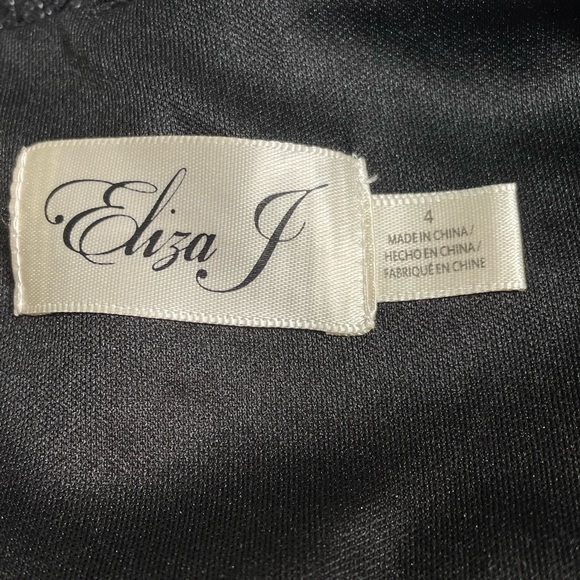 Eliza J
4
MADE IN CHINA/
HECHO EN CHINA/
FABRIQUÉ EN CHINE